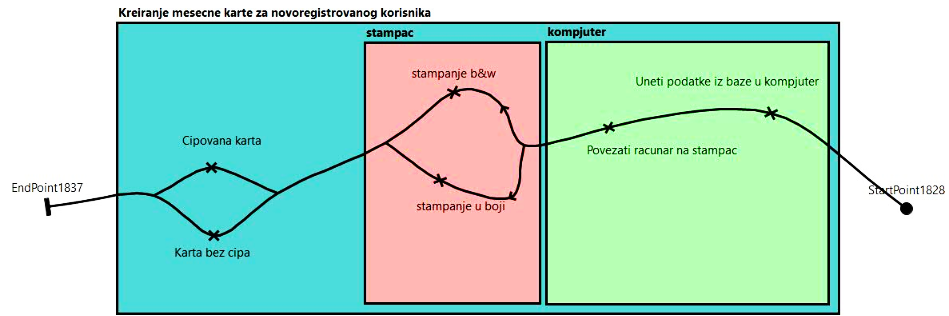 Kreiranje mesecne karte za novoregistrovanog korisnika
stampac
kompjuter
stampanje b&w
Uneti podatke iz baze u kompjuter
Cipovana karta
Povezati racunar na stampac
EndPoint1837
StartPoint1828
stampanje u boji
Karta bez cipa